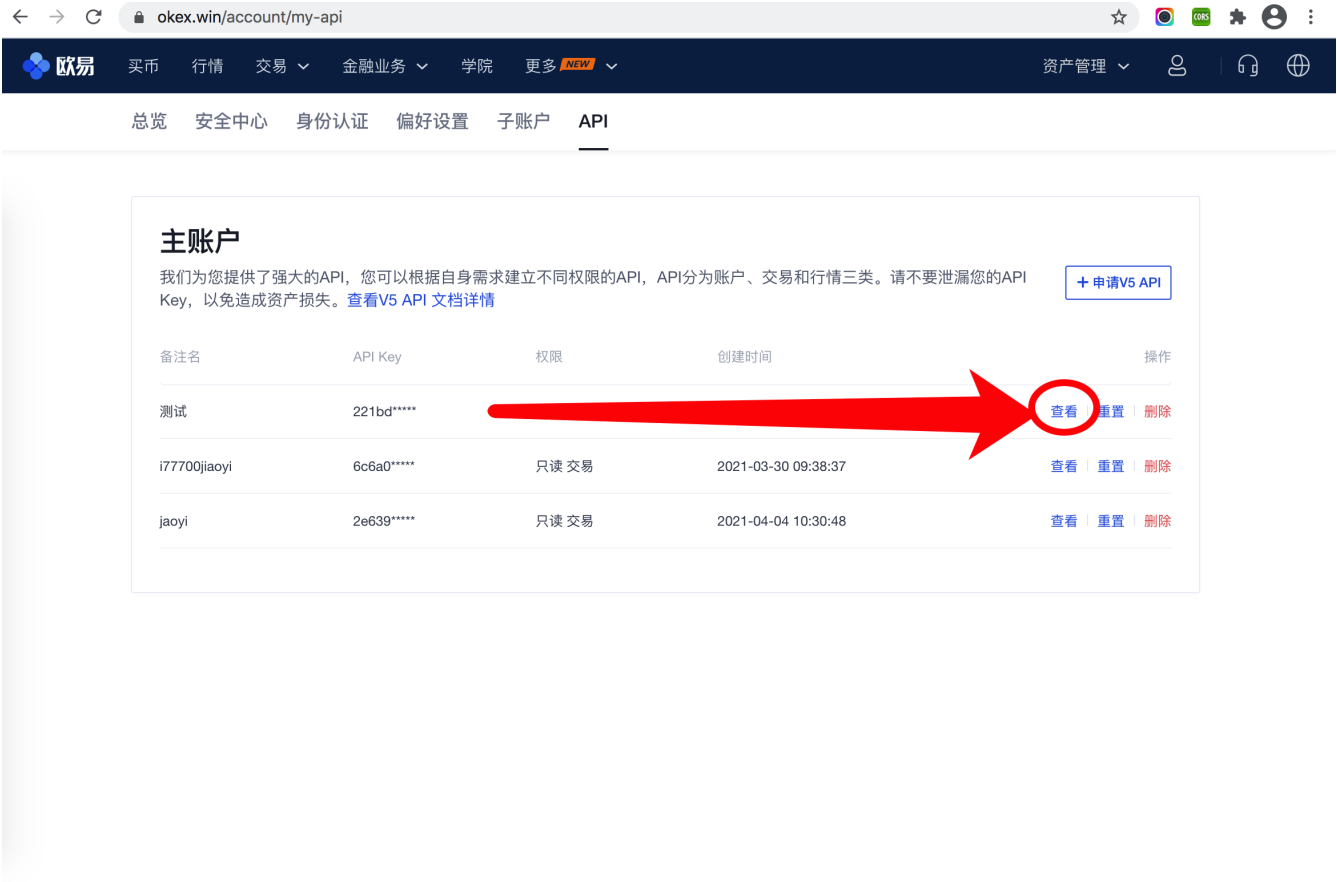 okex.win/account/my-api
CORS
欧易 买币 行情 交易 金融业务 学院 更多 NEW 资产管理
总览 安全中心 身份认证 偏好设置 子账户 API
主账户
我们为您提供了强大的API，您可以根据自身需求建立不同权限的API，API分为账户、交易和行情三类。请不要泄漏您的API
Key，以免造成资产损失。查看V5 API 文档详情
+ 申请V5 API
备注名 API Key 权限 创建时间 操作
测试 221bd***** 查看 重置 删除
i77700jiaoyi 6c6a0***** 只读 交易 2021-03-30 09:38:37 查看 重置 删除
jaoyi 2e639***** 只读 交易 2021-04-04 10:30:48 查看 重置 删除